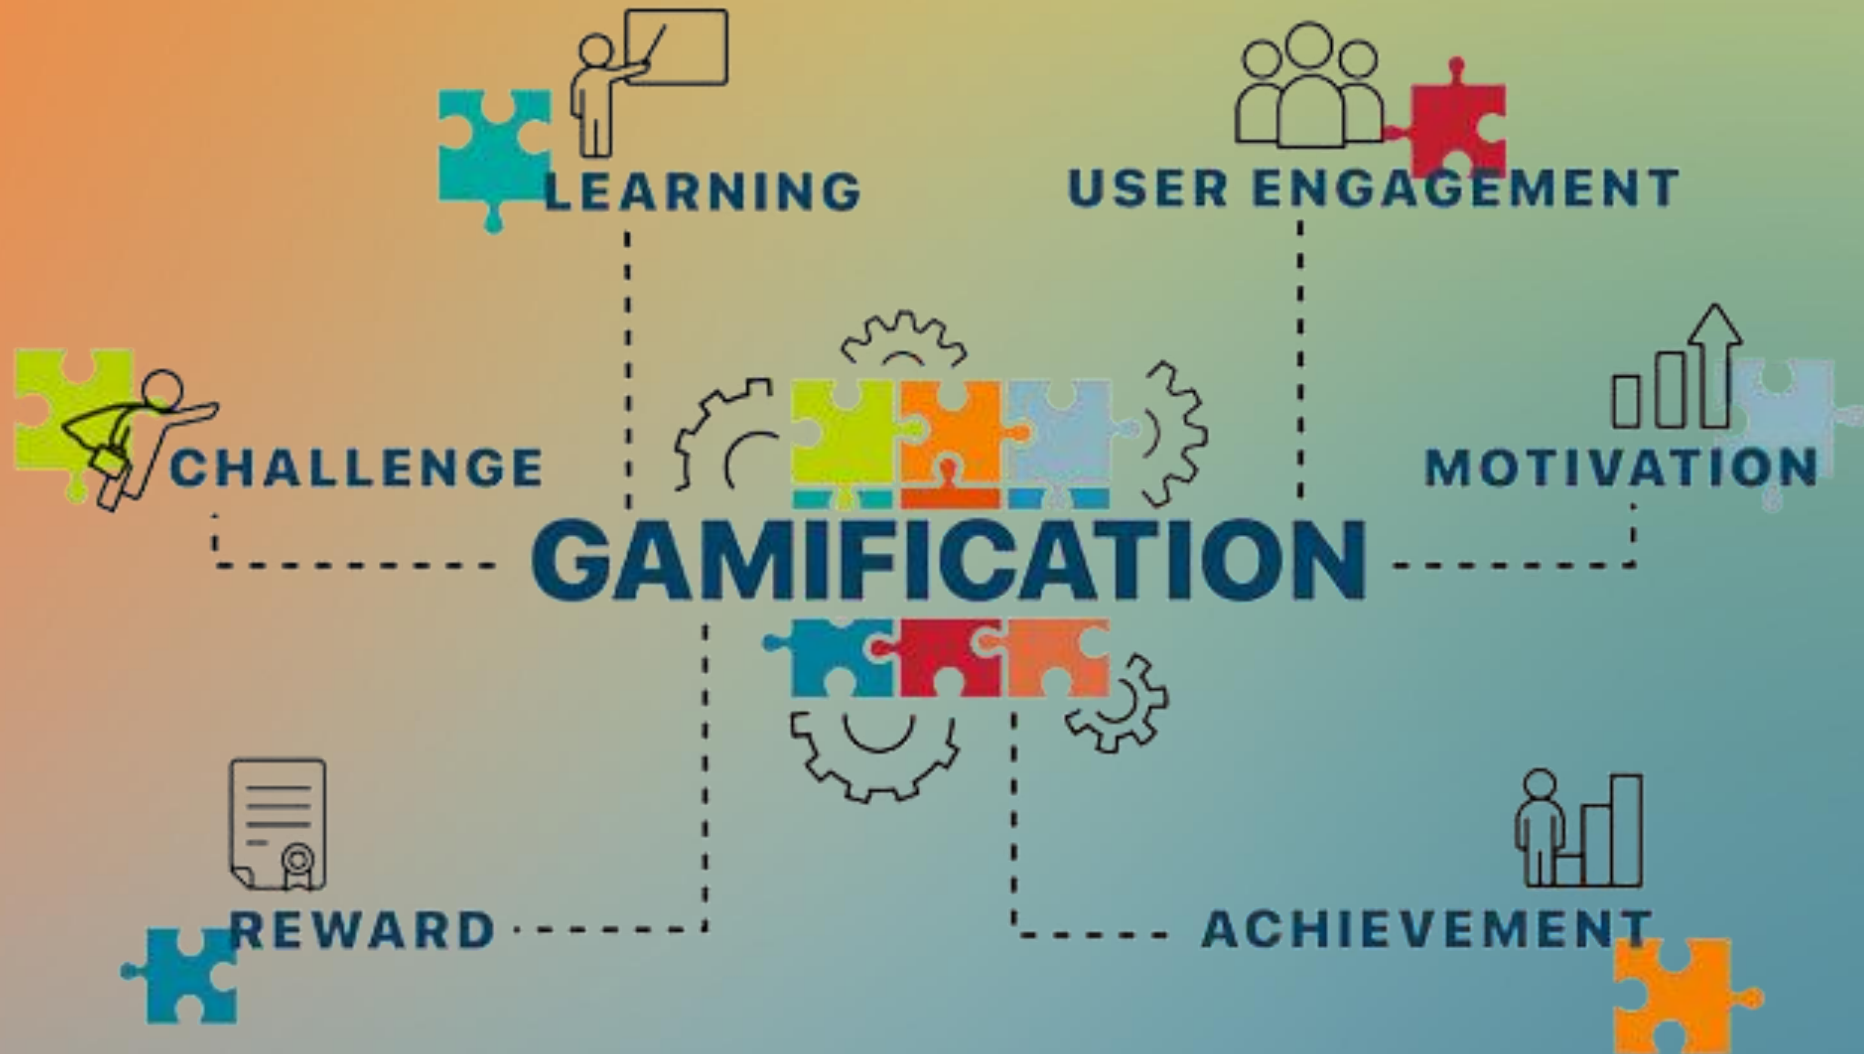 LEARNING
USER ENGAGEMENT
CHALLENGE
MOTIVATION
GAMIFICATION
REWARD
ACHIEVEMENT